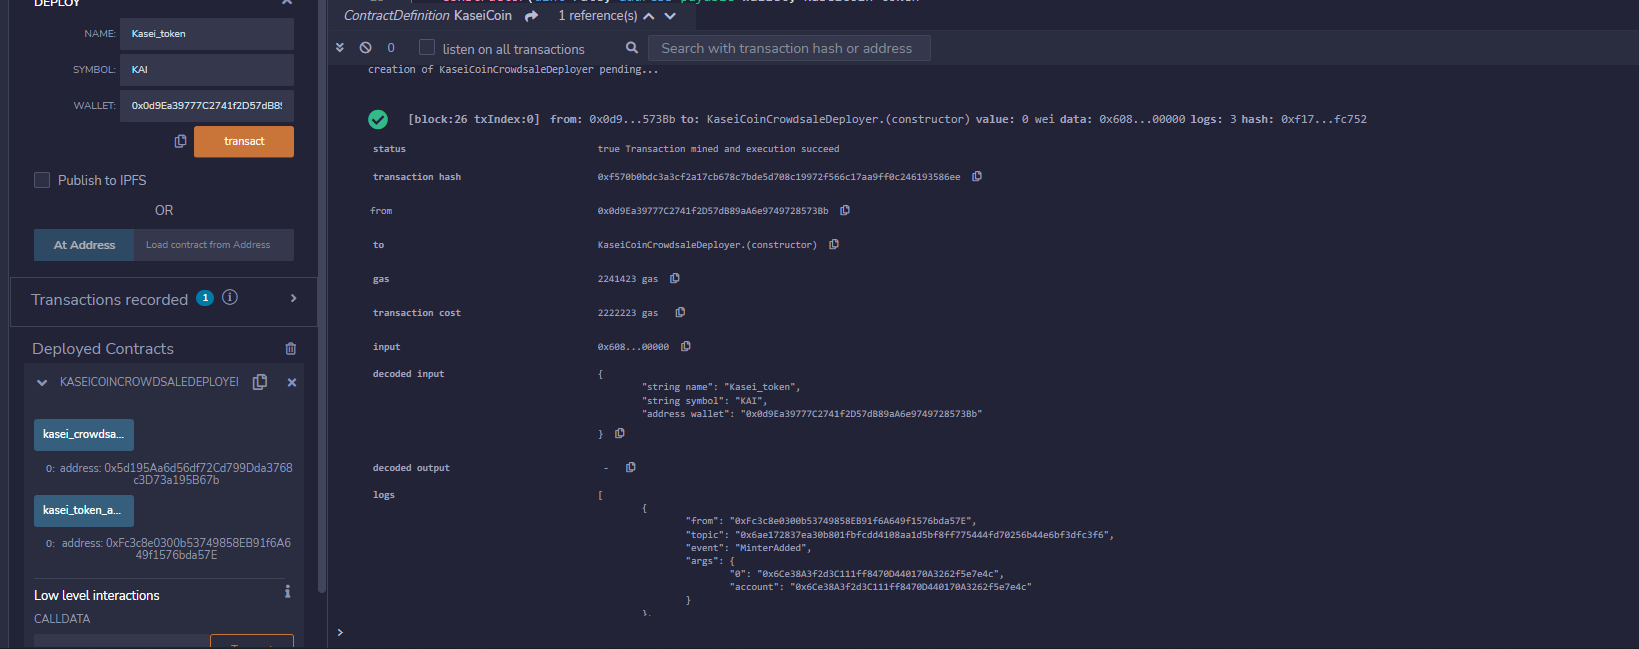 DEPLOY
NAME: Kasei_token
SYMBOL: KAI
WALLET: 0x0d9Ea39777C2741f2D57dB89
transact
Publish to IPFS
OR
At Address Load contract from Address
Transactions recorded 1
Deployed Contracts
KASEICOINCROWDSALEDEPLOYEI
kasei_crowdsa...
0: address: 0x5d195Aa6d56df72Cd799Dda3768
c3D73a195B67b
kasei_token_a...
0: address: 0xFc3c8e0300b53749858EB91f6A6
49f1576bda57E
Low level interactions
CALLDATA
ContractDefinition KaseiCoin 1 reference(s)
0 listen on all transactions Search with transaction hash or address
creation of KaseiCoinCrowdsaleDeployer pending...
[block:26 txIndex:0] from: 0x0d9...573Bb to: KaseiCoinCrowdsaleDeployer.(constructor) value: 0 wei data: 0x608...00000 logs: 3 hash: 0xf17...fc752
status true Transaction mined and execution succeed
transaction hash 0xf570b0bdc3a3cf2a17cb678c7bde5d708c19972f566c17aa9ff0c246193586ee
from 0x0d9Ea39777C2741f2D57dB89aA6e9749728573Bb
to KaseiCoinCrowdsaleDeployer.(constructor)
gas 2241423 gas
transaction cost 2222223 gas
input 0x608...00000
decoded input {
"string name": "Kasei_token",
"string symbol": "KAI",
"address wallet": "0x0d9Ea39777C2741f2D57dB89aA6e9749728573Bb"
}
decoded output -
logs [
{
"from": "0xFc3c8e0300b53749858EB91f6A649f1576bda57E",
"topic": "0x6ae172837ea30b801fbfcdd4108aa1d5bf8ff775444fd70256b44e6bf3dfc3f6",
"event": "MinterAdded",
"args": {
"0": "0x6Ce38A3f2d3C111ff8470D440170A3262f5e7e4c",
"account": "0x6Ce38A3f2d3C111ff8470D440170A3262f5e7e4c"
}
},
>